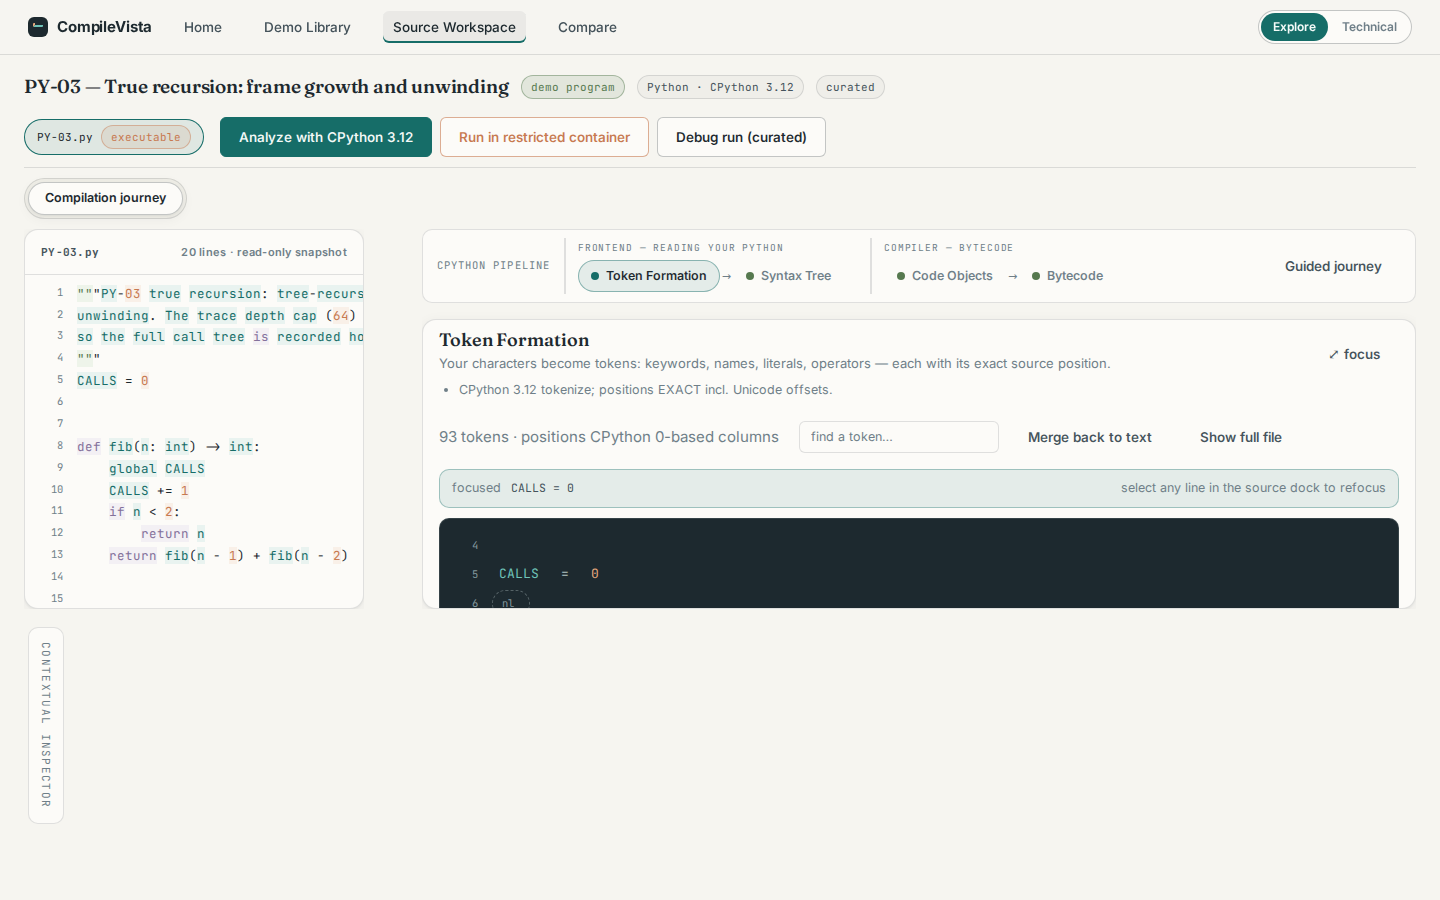 CompileVista Home Demo Library Source Workspace Compare Explore Technical
PY-03 — True recursion: frame growth and unwinding demo program Python · CPython 3.12 curated
PY-03.py executable Analyze with CPython 3.12 Run in restricted container Debug run (curated)
Compilation journey
PY-03.py 20 lines · read-only snapshot
1 """PY-03 true recursion: tree-recurs
2 unwinding. The trace depth cap (64)
3 so the full call tree is recorded ho
4 """
5 CALLS = 0
6
7
8 def fib(n: int) -> int:
9 global CALLS
10 CALLS += 1
11 if n < 2:
12 return n
13 return fib(n - 1) + fib(n - 2)
14
15
CPYTHON PIPELINE
FRONTEND — READING YOUR PYTHON
Token Formation → Syntax Tree
COMPILER — BYTECODE
Code Objects → Bytecode
Guided journey
Token Formation
Your characters become tokens: keywords, names, literals, operators — each with its exact source position.
• CPython 3.12 tokenize; positions EXACT incl. Unicode offsets.
⤢ focus
93 tokens · positions CPython 0-based columns find a token... Merge back to text Show full file
focused CALLS = 0 select any line in the source dock to refocus
4
5 CALLS = 0
6 nl
CONTEXTUAL INSPECTOR